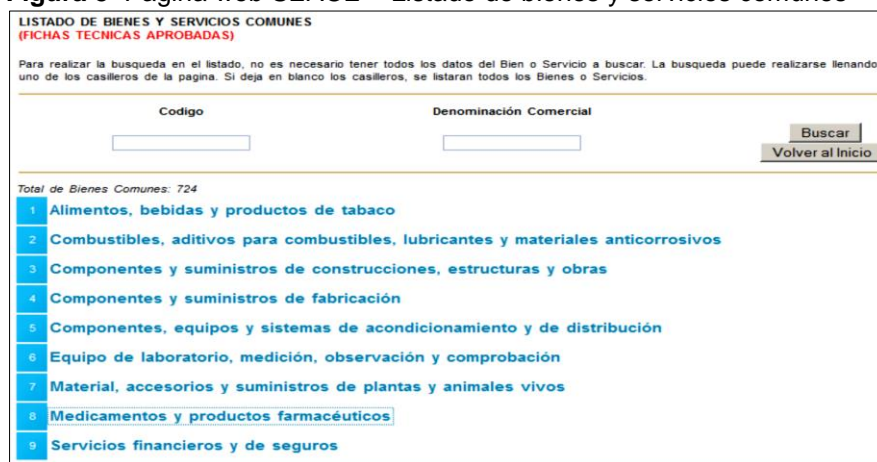 LISTADO DE BIENES Y SERVICIOS COMUNES
(FICHAS TECNICAS APROBADAS)
Para realizar la busqueda en el listado, no es necesario tener todos los datos del Bien o Servicio a buscar. La busqueda puede realizarse llenando
uno de los casilleros de la pagina. Si deja en blanco los casilleros, se listaran todos los Bienes o Servicios.
Codigo Denominación Comercial
Buscar
Volver al Inicio
Total de Bienes Comunes: 724
1 Alimentos, bebidas y productos de tabaco
2 Combustibles, aditivos para combustibles, lubricantes y materiales anticorrosivos
3 Componentes y suministros de construcciones, estructuras y obras
4 Componentes y suministros de fabricación
5 Componentes, equipos y sistemas de acondicionamiento y de distribución
6 Equipo de laboratorio, medición, observación y comprobación
7 Material, accesorios y suministros de plantas y animales vivos
8 Medicamentos y productos farmacéuticos
9 Servicios financieros y de seguros